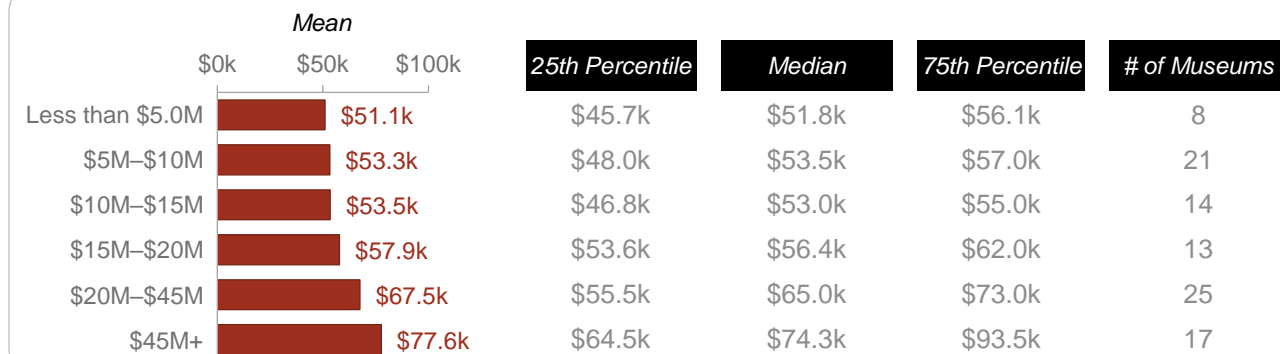 Mean
$0k $50k $100k 25th Percentile Median 75th Percentile # of Museums
Less than $5.0M $51.1k $45.7k $51.8k $56.1k 8
$5M–$10M $53.3k $48.0k $53.5k $57.0k 21
$10M–$15M $53.5k $46.8k $53.0k $55.0k 14
$15M–$20M $57.9k $53.6k $56.4k $62.0k 13
$20M–$45M $67.5k $55.5k $65.0k $73.0k 25
$45M+ $77.6k $64.5k $74.3k $93.5k 17